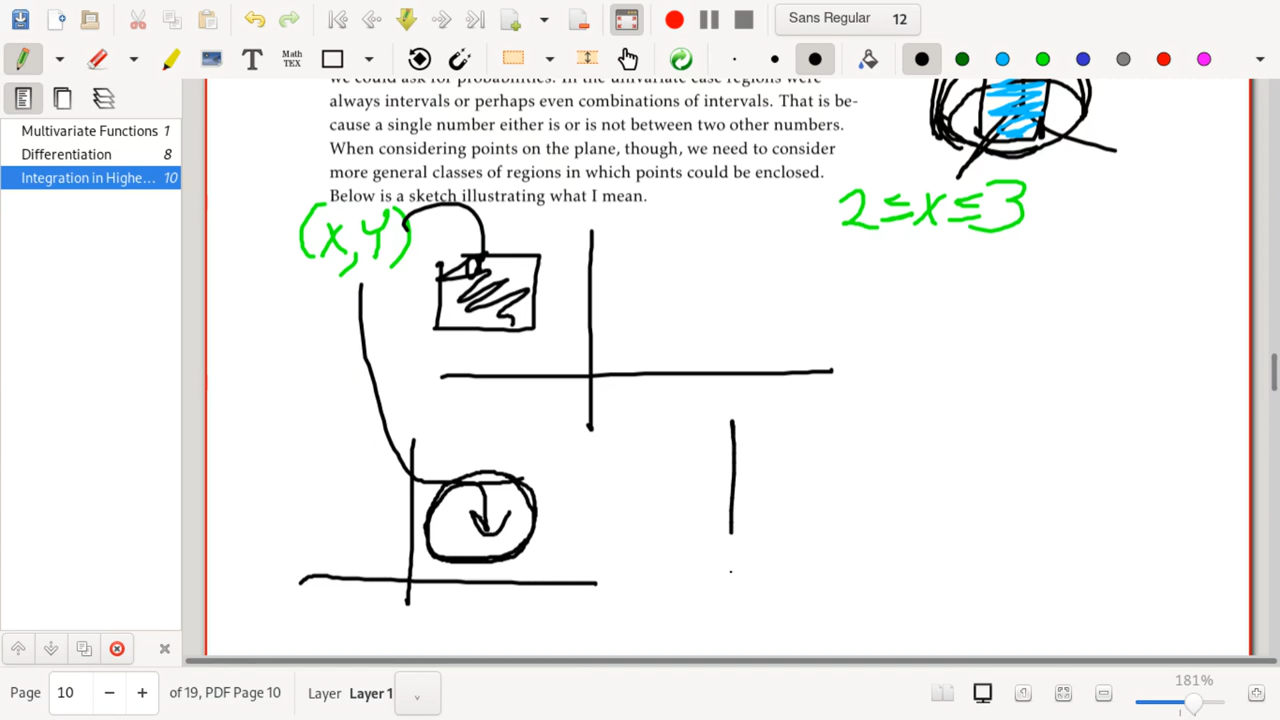 Sans Regular 12
T Math TEX
we could ask for probabilities. In the univariate case regions were
always intervals or perhaps even combinations of intervals. That is be-
cause a single number either is or is not between two other numbers.
When considering points on the plane, though, we need to consider
more general classes of regions in which points could be enclosed.
Below is a sketch illustrating what I mean.
Multivariate Functions 1
Differentiation 8
Integration in Highe... 10
(x,y)
2≤x≤3
Page 10 of 19, PDF Page 10 Layer Layer 1
181%